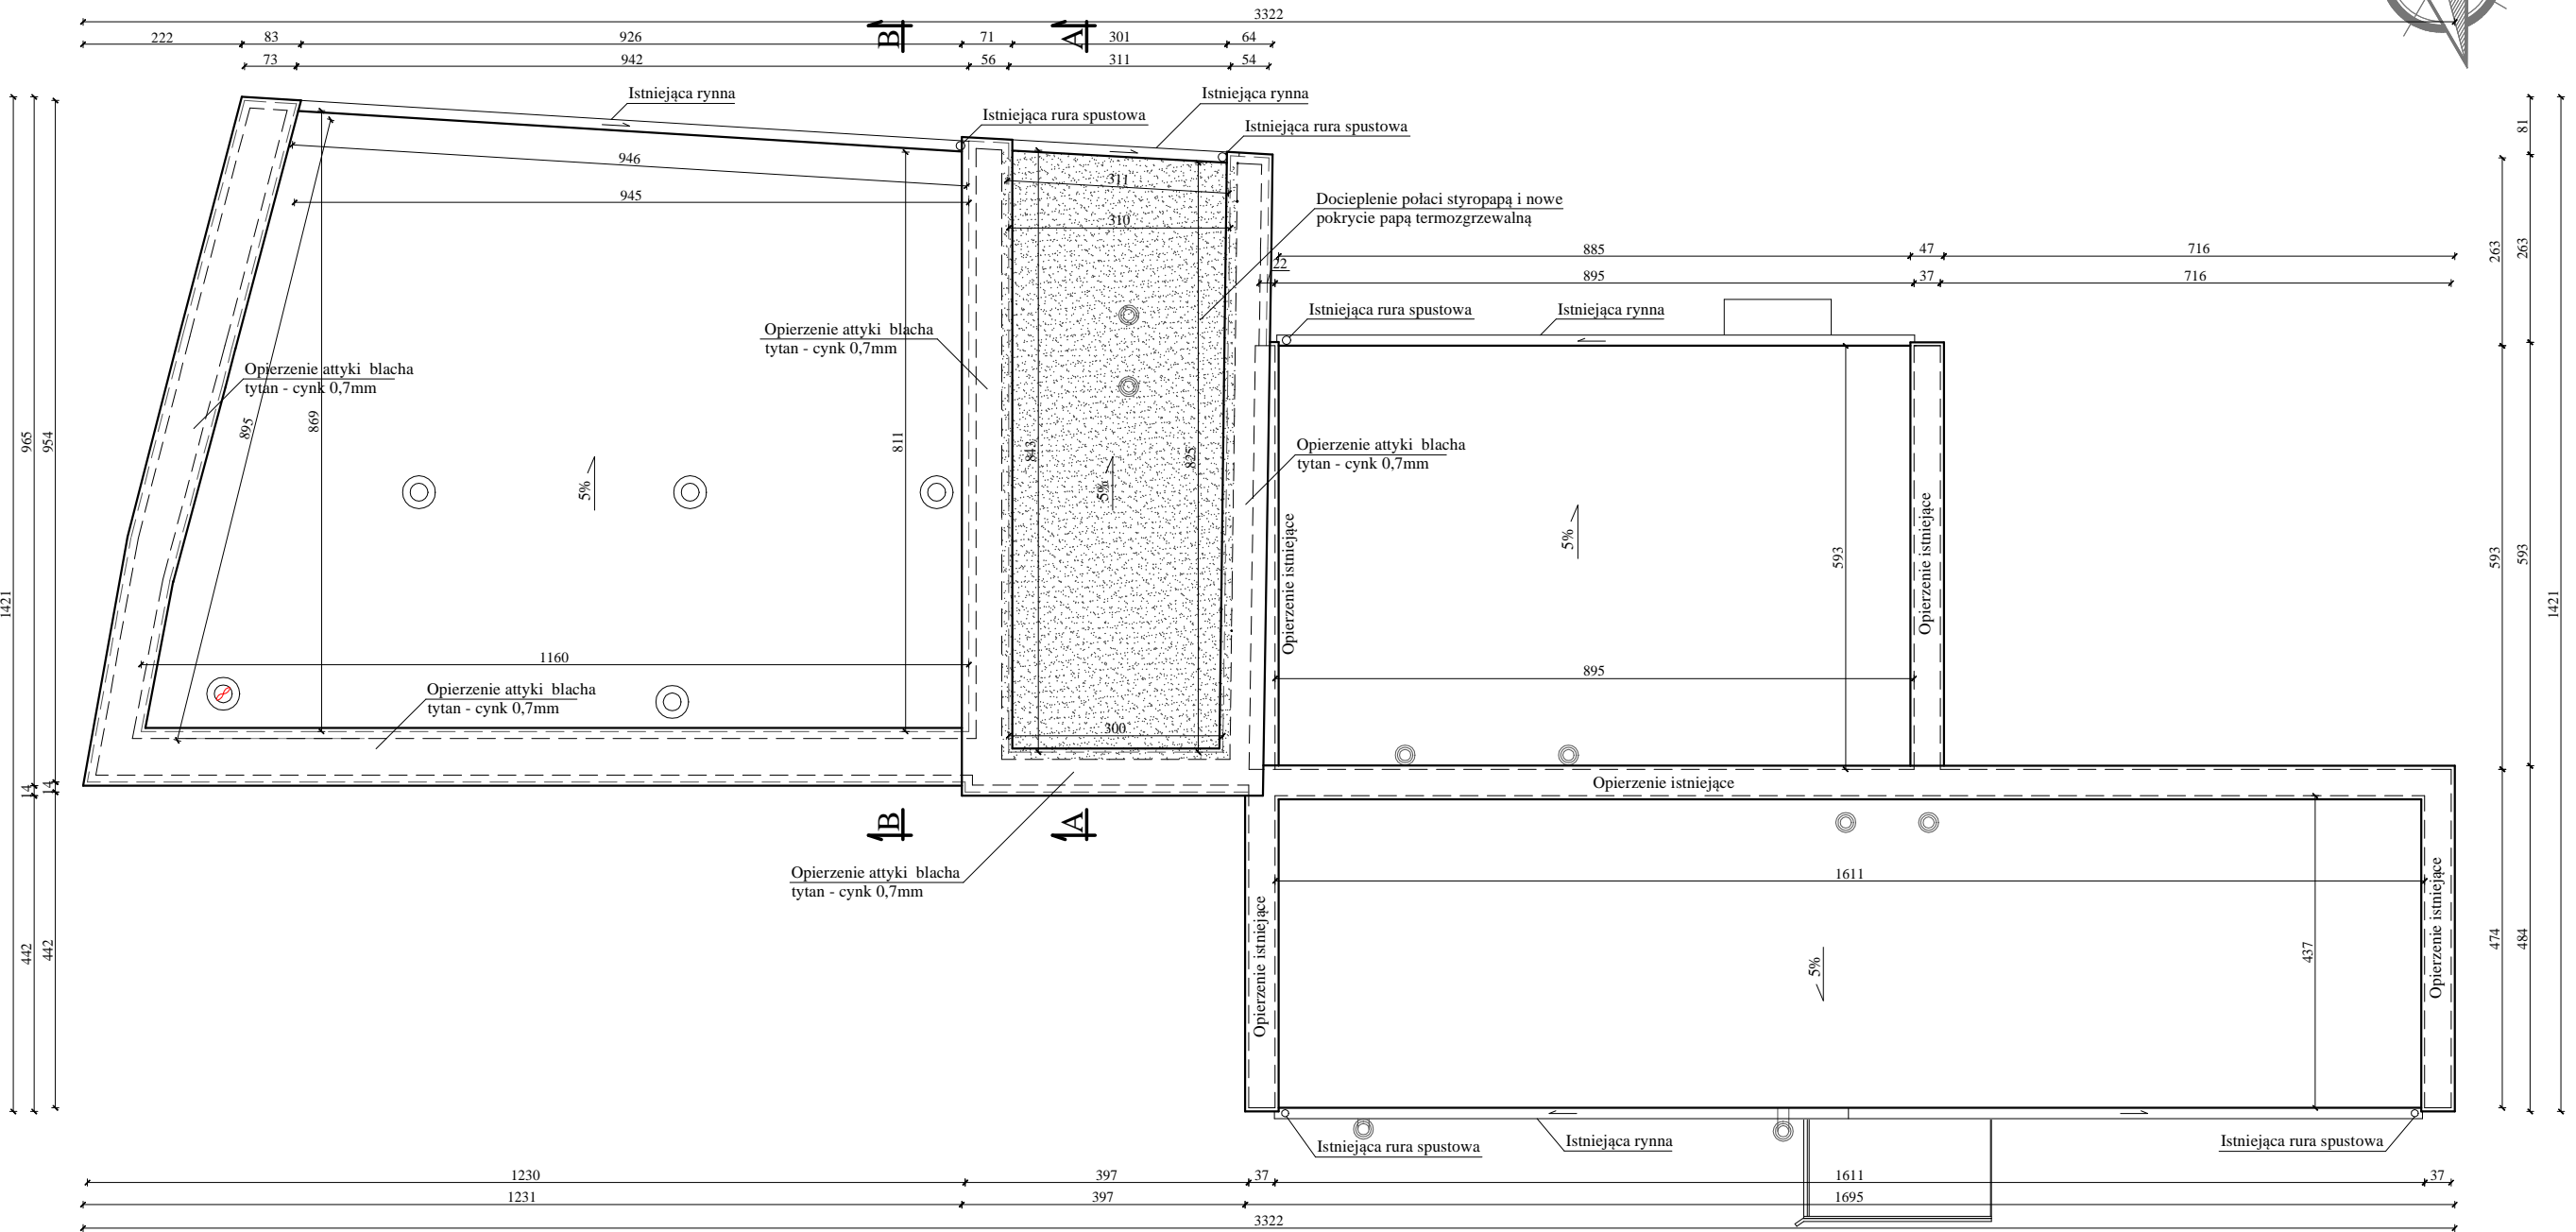 3322
222
83
926
71
301
64
73
942
56
311
54
B
A
Istniejąca rynna
Istniejąca rura spustowa
Istniejąca rynna
Istniejąca rura spustowa
946
945
311
310
Docieplenie połaci styropapą i nowe
pokrycie papą termozgrzewalną
885
47
716
22
895
37
716
Istniejąca rura spustowa
Istniejąca rynna
Opierzenie attyki blacha
tytan - cynk 0,7mm
Opierzenie attyki blacha
tytan - cynk 0,7mm
895
869
811
843
825
Opierzenie attyki blacha
tytan - cynk 0,7mm
5%
5%
5%
593
Opierzenie istniejące
Opierzenie istniejące
1160
895
Opierzenie attyki blacha
tytan - cynk 0,7mm
300
Opierzenie istniejące
B
A
Opierzenie attyki blacha
tytan - cynk 0,7mm
1611
Opierzenie istniejące
5%
437
Opierzenie istniejące
Istniejąca rura spustowa
Istniejąca rynna
Istniejąca rura spustowa
1421
965
14
442
954
14
442
263
593
474
81
263
593
484
1421
1230
397
37
1611
37
1231
397
1695
3322